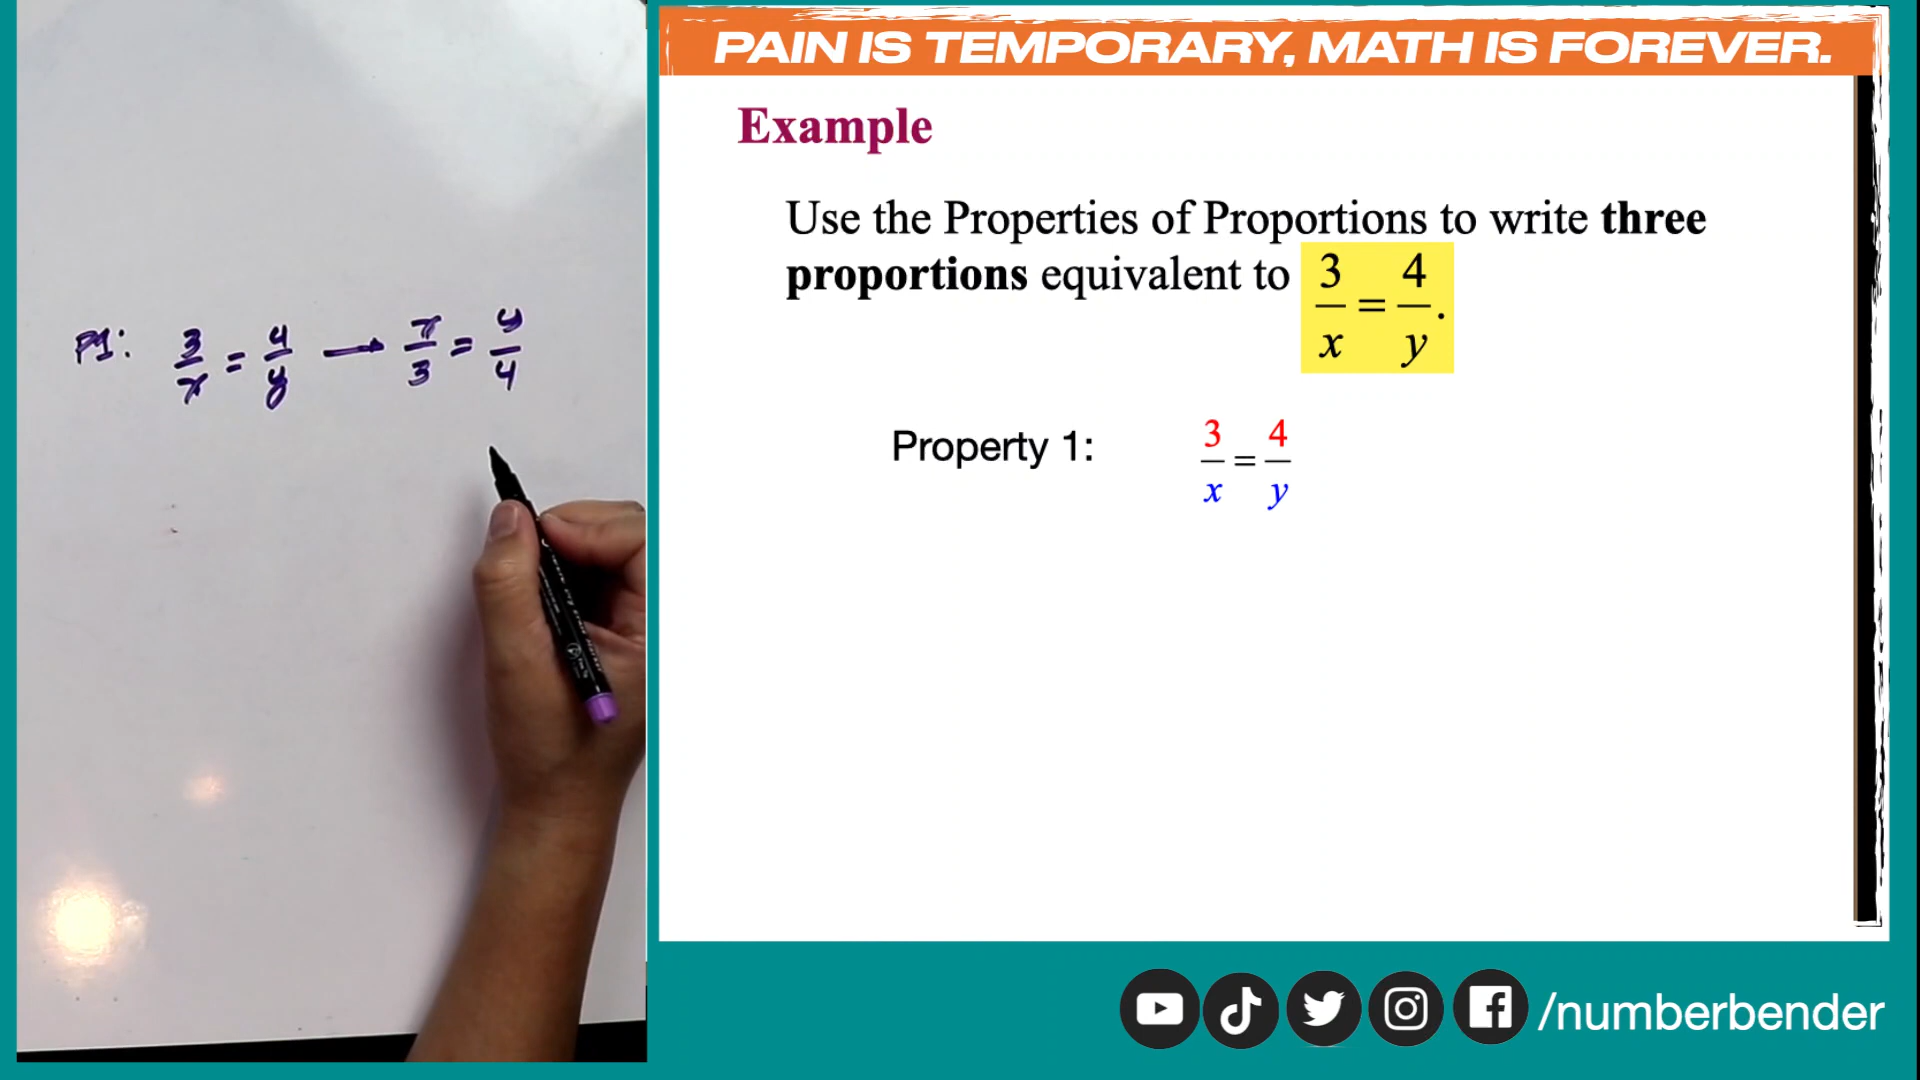 PAIN IS TEMPORARY, MATH IS FOREVER.
Example
Use the Properties of Proportions to write three
proportions equivalent to 3/x = 4/y.
P1: 3/x = 4/y → x/3 = y/4
Property 1: 3/x = 4/y
/numberbender